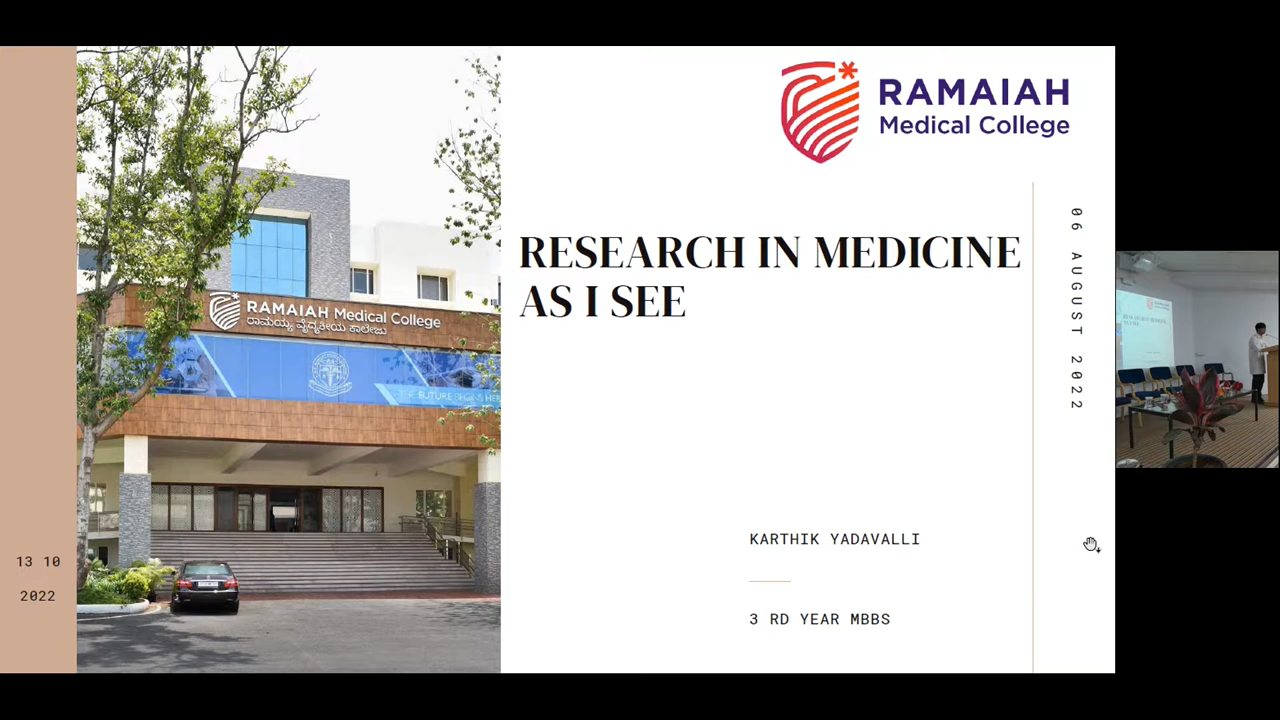 RAMAIAH
Medical College
RESEARCH IN MEDICINE
AS I SEE
06 AUGUST 2022
KARTHIK YADAVALLI
3 RD YEAR MBBS
13 10
2022
RAMAIAH Medical College
ರಾಮಯ್ಯ ವೈದ್ಯಕೀಯ ಕಾಲೇಜು